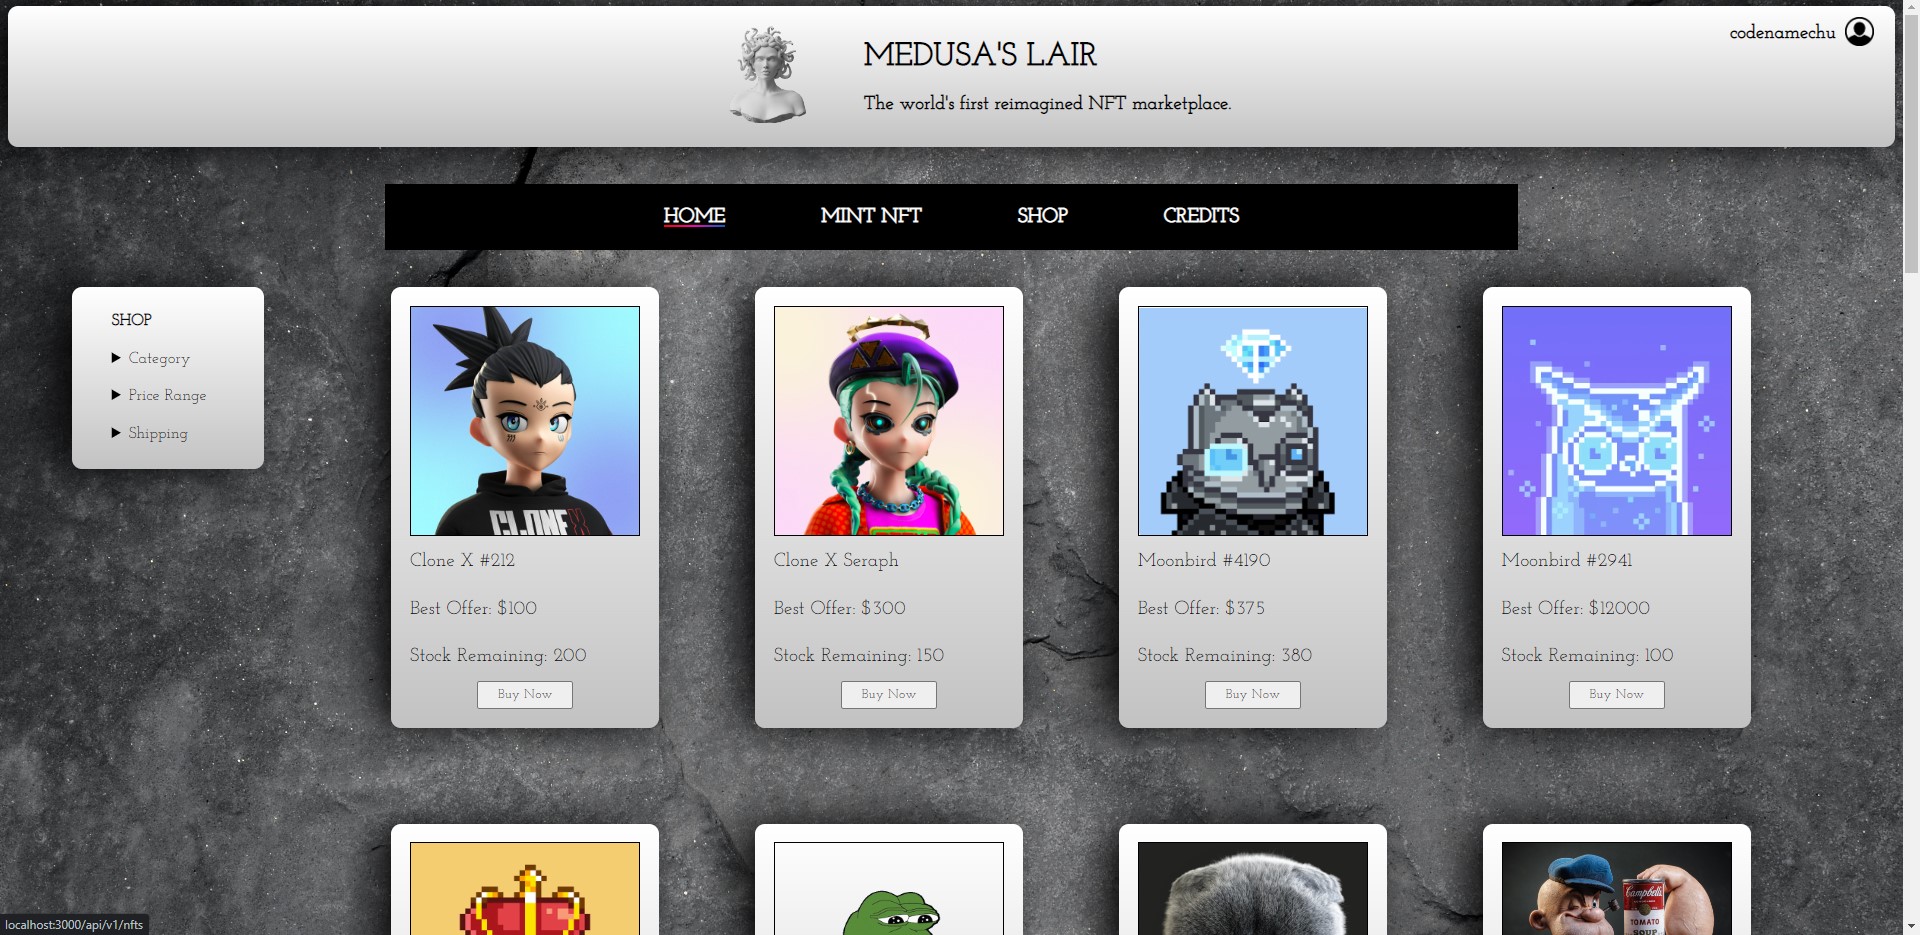 codenamechu
MEDUSA'S LAIR
The world's first reimagined NFT marketplace.
HOME MINT NFT SHOP CREDITS
SHOP
Category
Price Range
Shipping
CLONEX
Clone X #212
Best Offer: $100
Stock Remaining: 200
Buy Now
Clone X Seraph
Best Offer: $300
Stock Remaining: 150
Buy Now
Moonbird #4190
Best Offer: $375
Stock Remaining: 380
Buy Now
Moonbird #2941
Best Offer: $12000
Stock Remaining: 100
Buy Now
Campbell's
TOMATO
SOUP
localhost:3000/api/v1/nfts